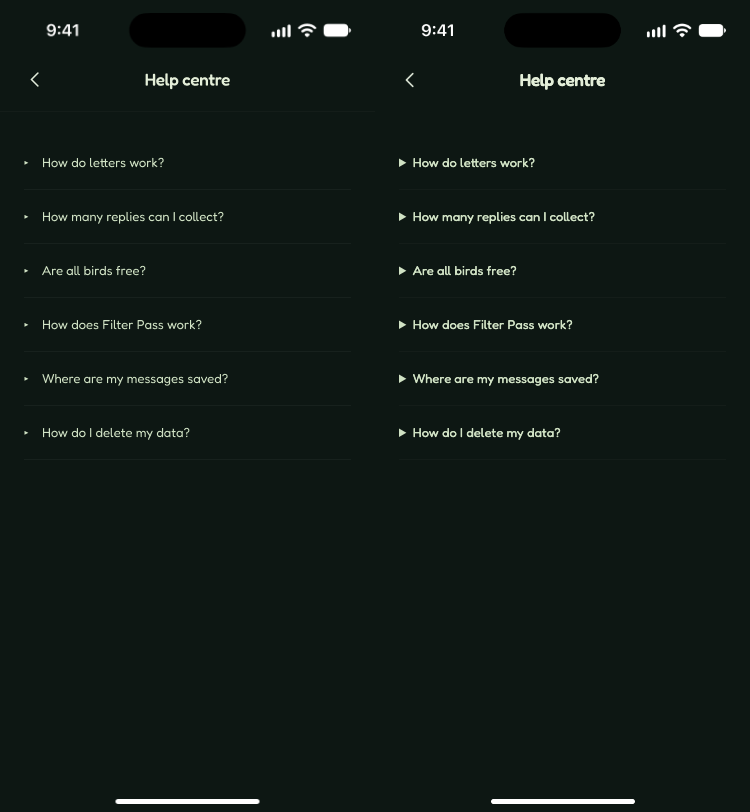 9:41
Help centre
How do letters work?
How many replies can I collect?
Are all birds free?
How does Filter Pass work?
Where are my messages saved?
How do I delete my data?
9:41
Help centre
How do letters work?
How many replies can I collect?
Are all birds free?
How does Filter Pass work?
Where are my messages saved?
How do I delete my data?